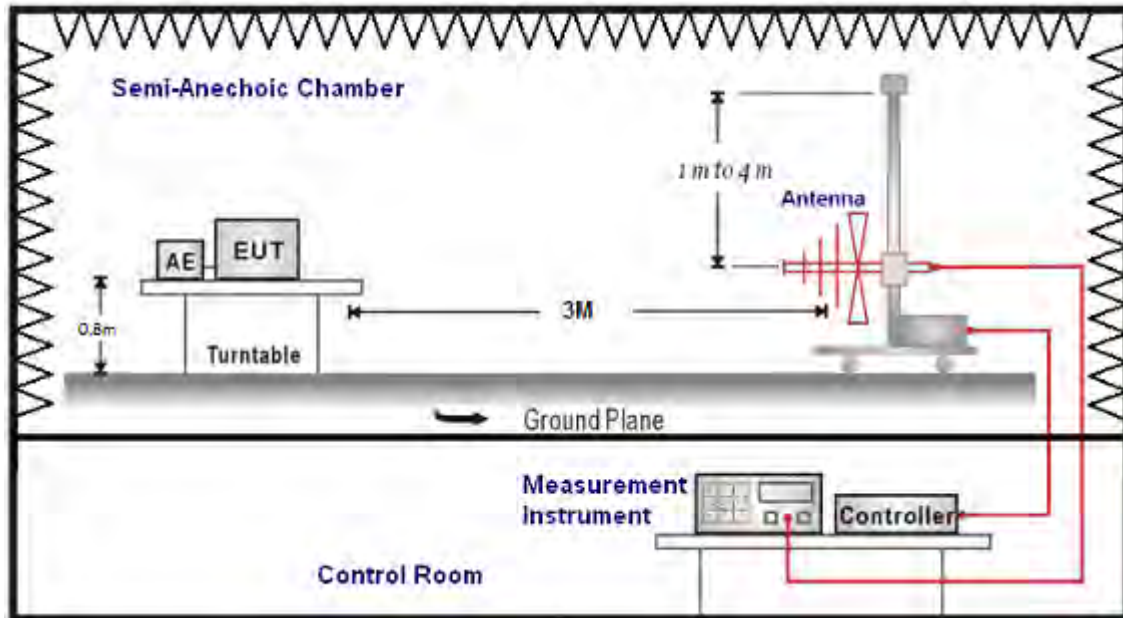 Semi-Anechoic Chamber
1 m to 4 m
Antenna
AE
EUT
3M
0.8m
Turntable
Ground Plane
Measurement
Instrument
Controller
Control Room